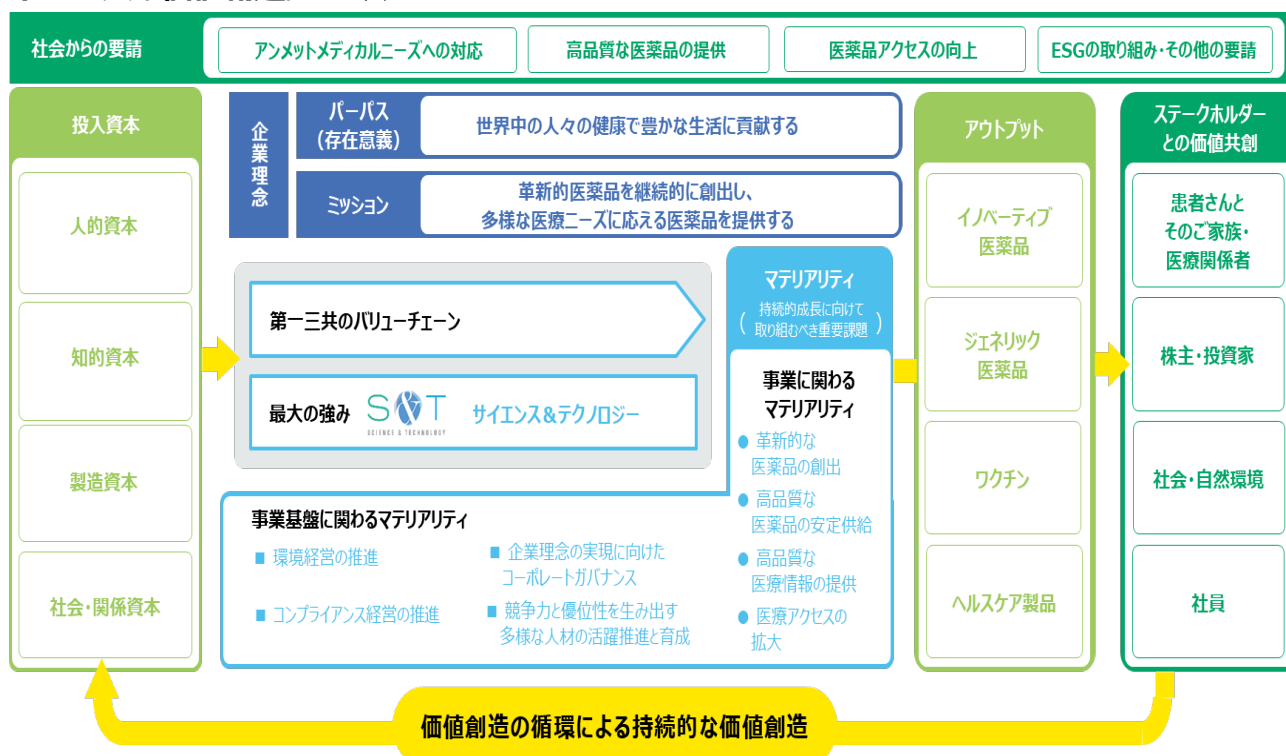 社会からの要請
アンメットメディカルニーズへの対応
高品質な医薬品の提供
医薬品アクセスの向上
ESGの取り組み・その他の要請
投入資本
人的資本
知的資本
製造資本
社会・関係資本
企業理念
パーパス
(存在意義)
世界中の人々の健康で豊かな生活に貢献する
ミッション
革新的医薬品を継続的に創出し、
多様な医療ニーズに応える医薬品を提供する
第一三共のバリューチェーン
最大の強み
S&T
SCIENCE & TECHNOLOGY
サイエンス&テクノロジー
マテリアリティ
(持続的成長に向けて
取り組むべき重要課題)
事業に関わる
マテリアリティ
● 革新的な
医薬品の創出
● 高品質な
医薬品の安定供給
● 高品質な
医療情報の提供
● 医療アクセスの
拡大
事業基盤に関わるマテリアリティ
■ 環境経営の推進
■ コンプライアンス経営の推進
■ 企業理念の実現に向けた
コーポレートガバナンス
■ 競争力と優位性を生み出す
多様な人材の活躍推進と育成
アウトプット
イノベーティブ
医薬品
ジェネリック
医薬品
ワクチン
ヘルスケア製品
ステークホルダー
との価値共創
患者さんと
そのご家族・
医療関係者
株主・投資家
社会・自然環境
社員
価値創造の循環による持続的な価値創造